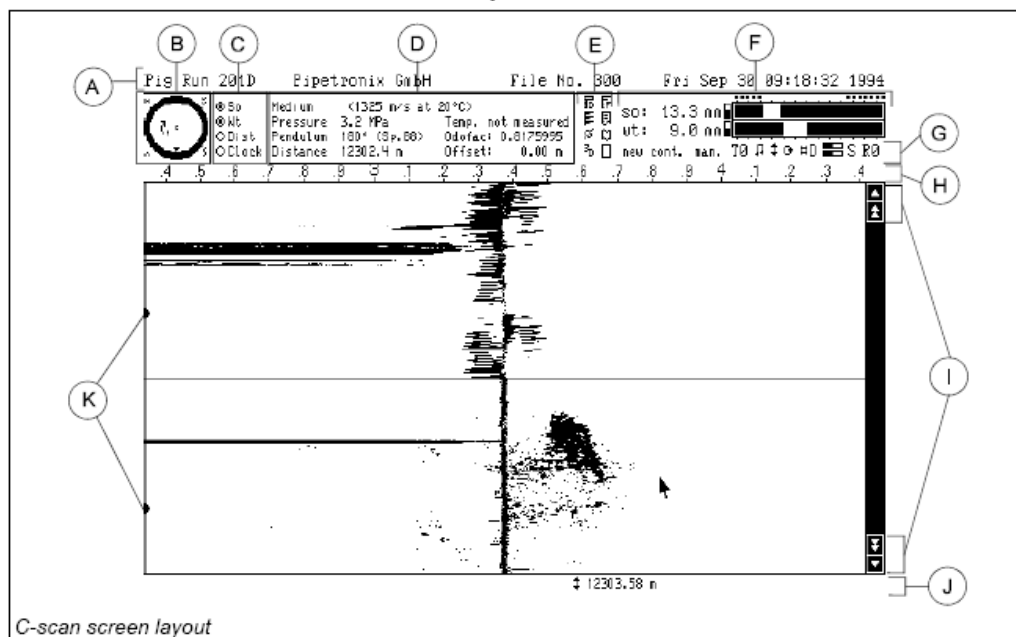 A B C D E F
Pig Run 201D Pipetronix GmbH File No. 300 Fri Sep 30 09:18:32 1994
So Medium (1325 m/s at 20°C) so: 13.3 mm
Wt Pressure 3.2 MPa Temp. not measured wt: 9.0 mm
Dist Pendulum 180° (Sp.88) Odofac: 0.8175995
Clock Distance 12302.4 m Offset: 0.00 m new cont. man. T0 S R0 G
.4 .5 .6 .7 .8 .9 0 .1 .2 .3 .4 .5 .6 .7 .8 .9 0 .1 .2 .3 .4 H
K I
12303.58 m J
C-scan screen layout